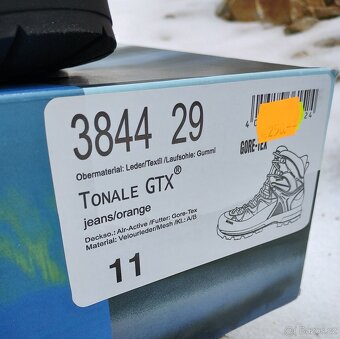 3844 29
Obermaterial: Leder/Textil /Laufsohle: Gummi
TONALE GTX®
jeans/orange
Deckso.: Air-Active /Futter: Gore-Tex
Material: Velourleder/Mesh /Kl.: A/B
11
GORE-TEX